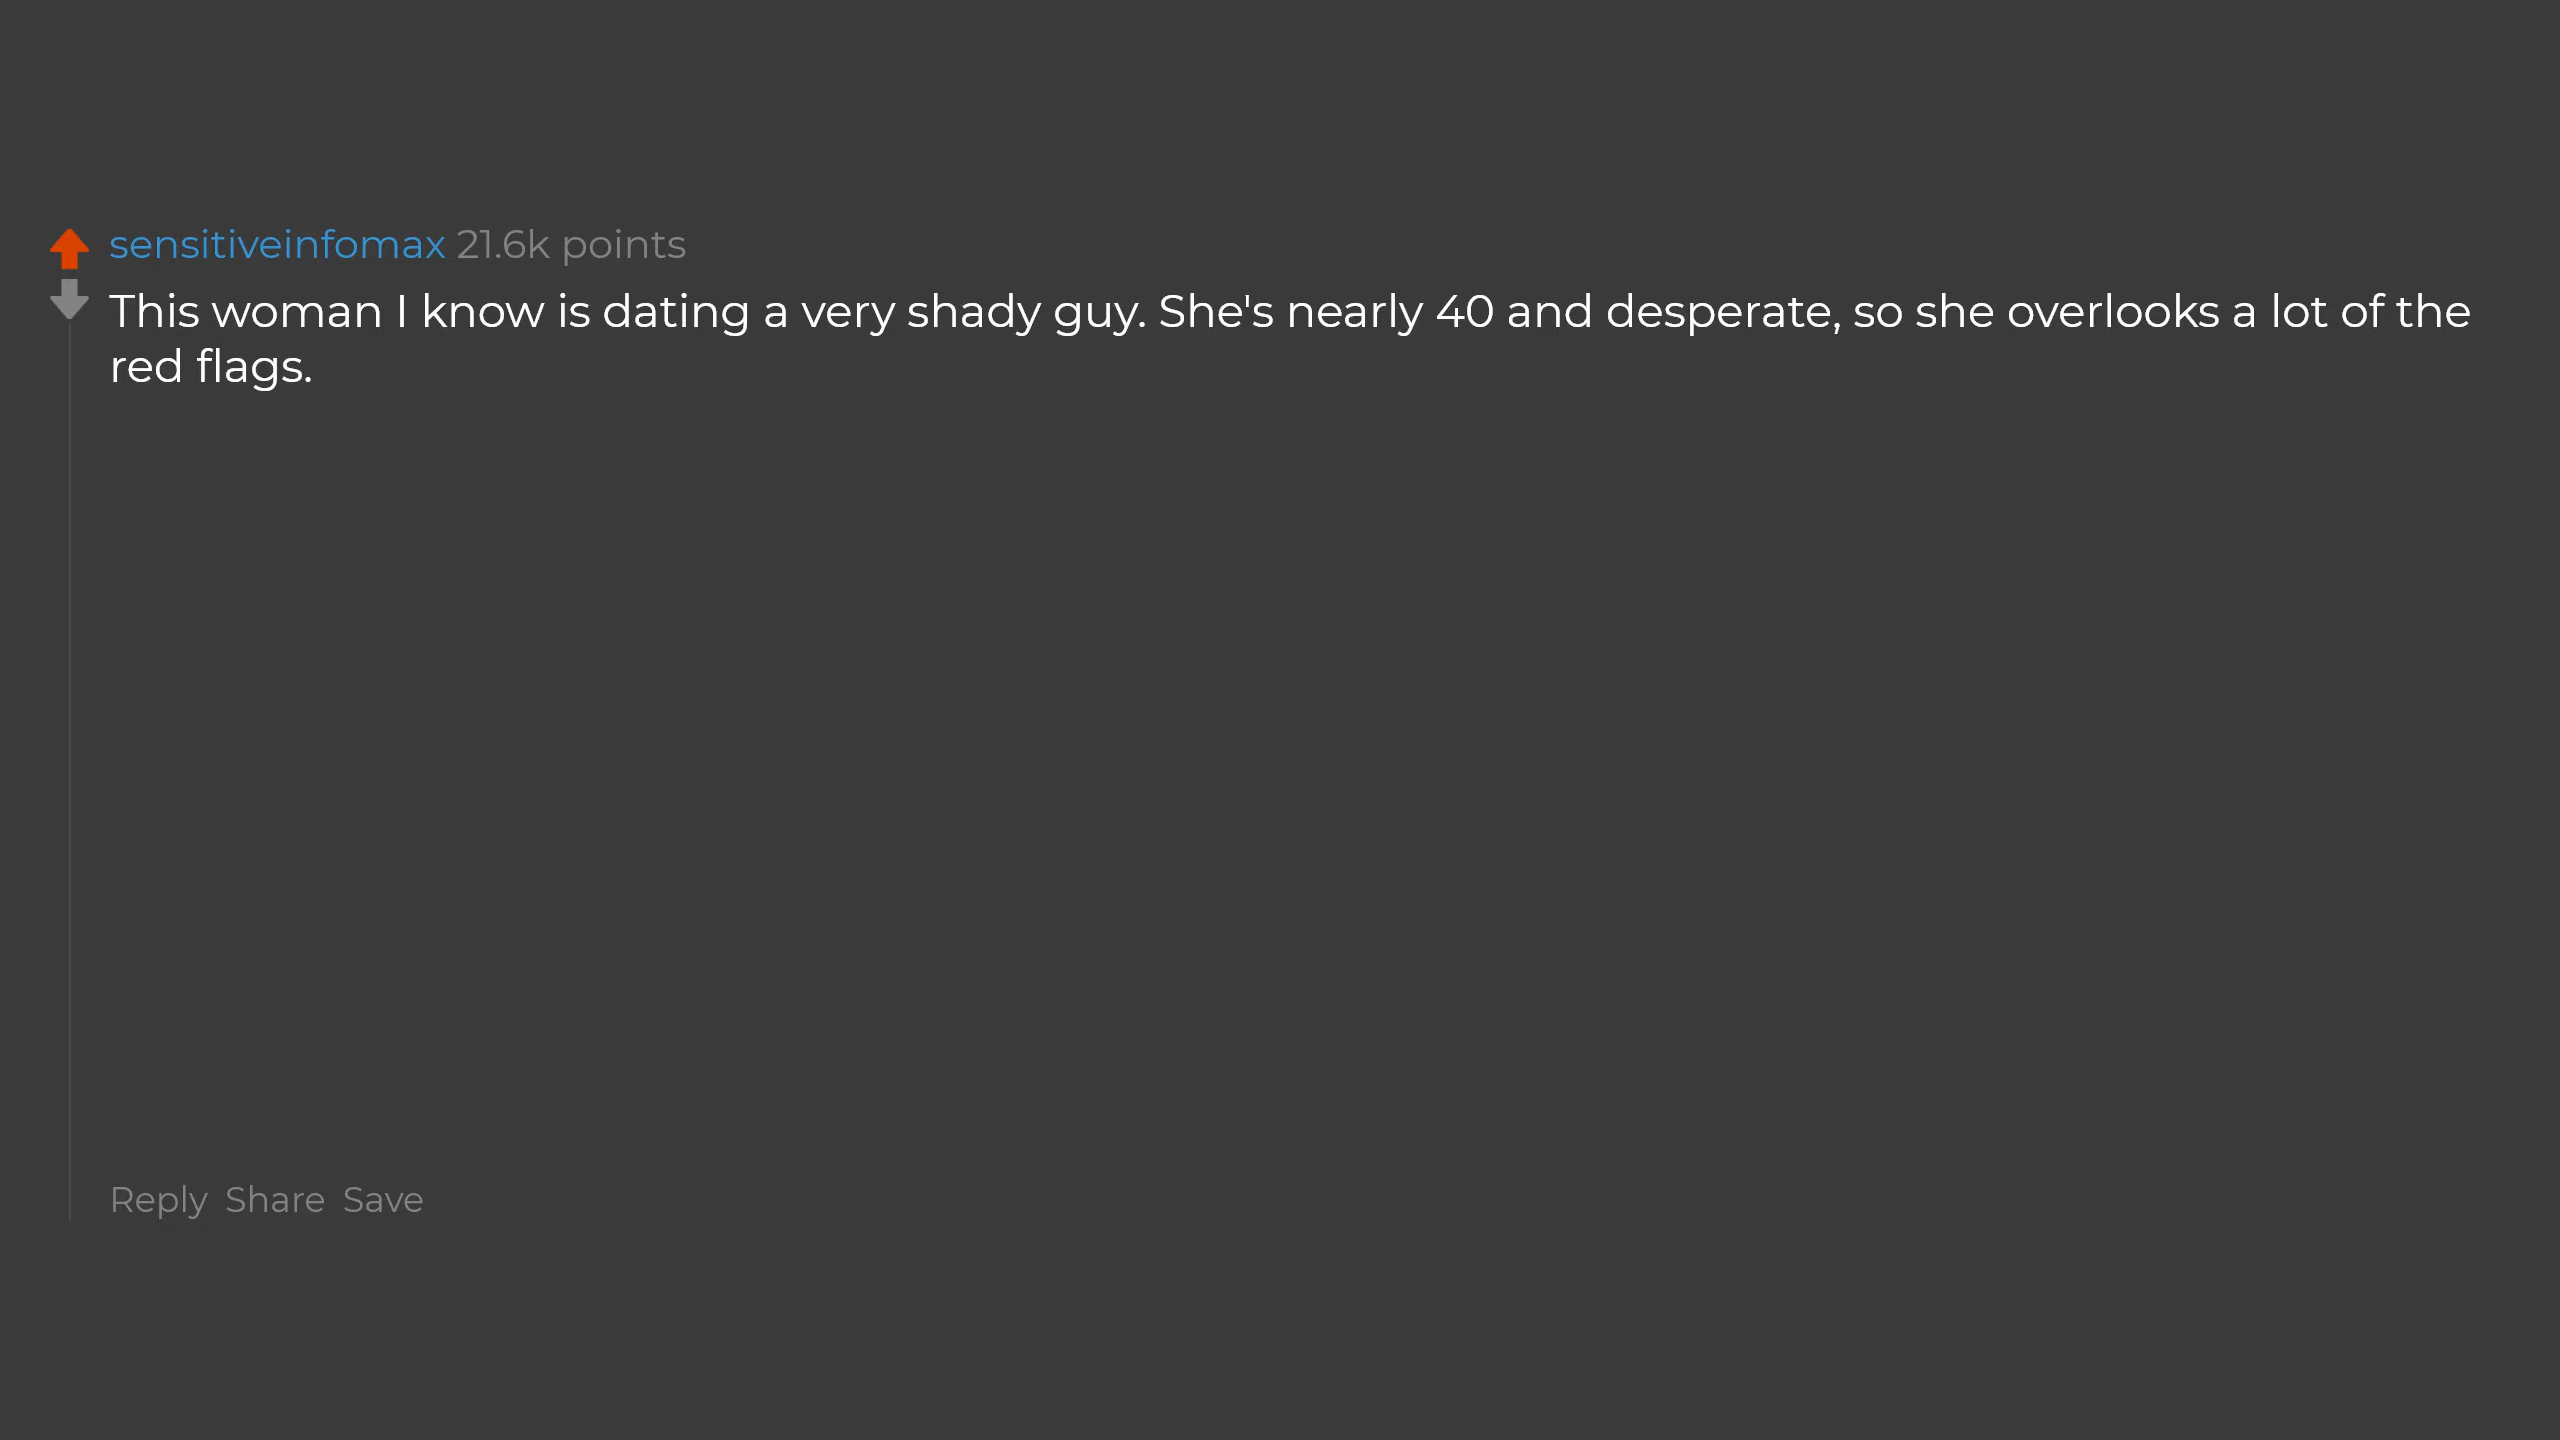 sensitiveinfomax 21.6k points
This woman I know is dating a very shady guy. She's nearly 40 and desperate, so she overlooks a lot of the
red flags.
Reply Share Save